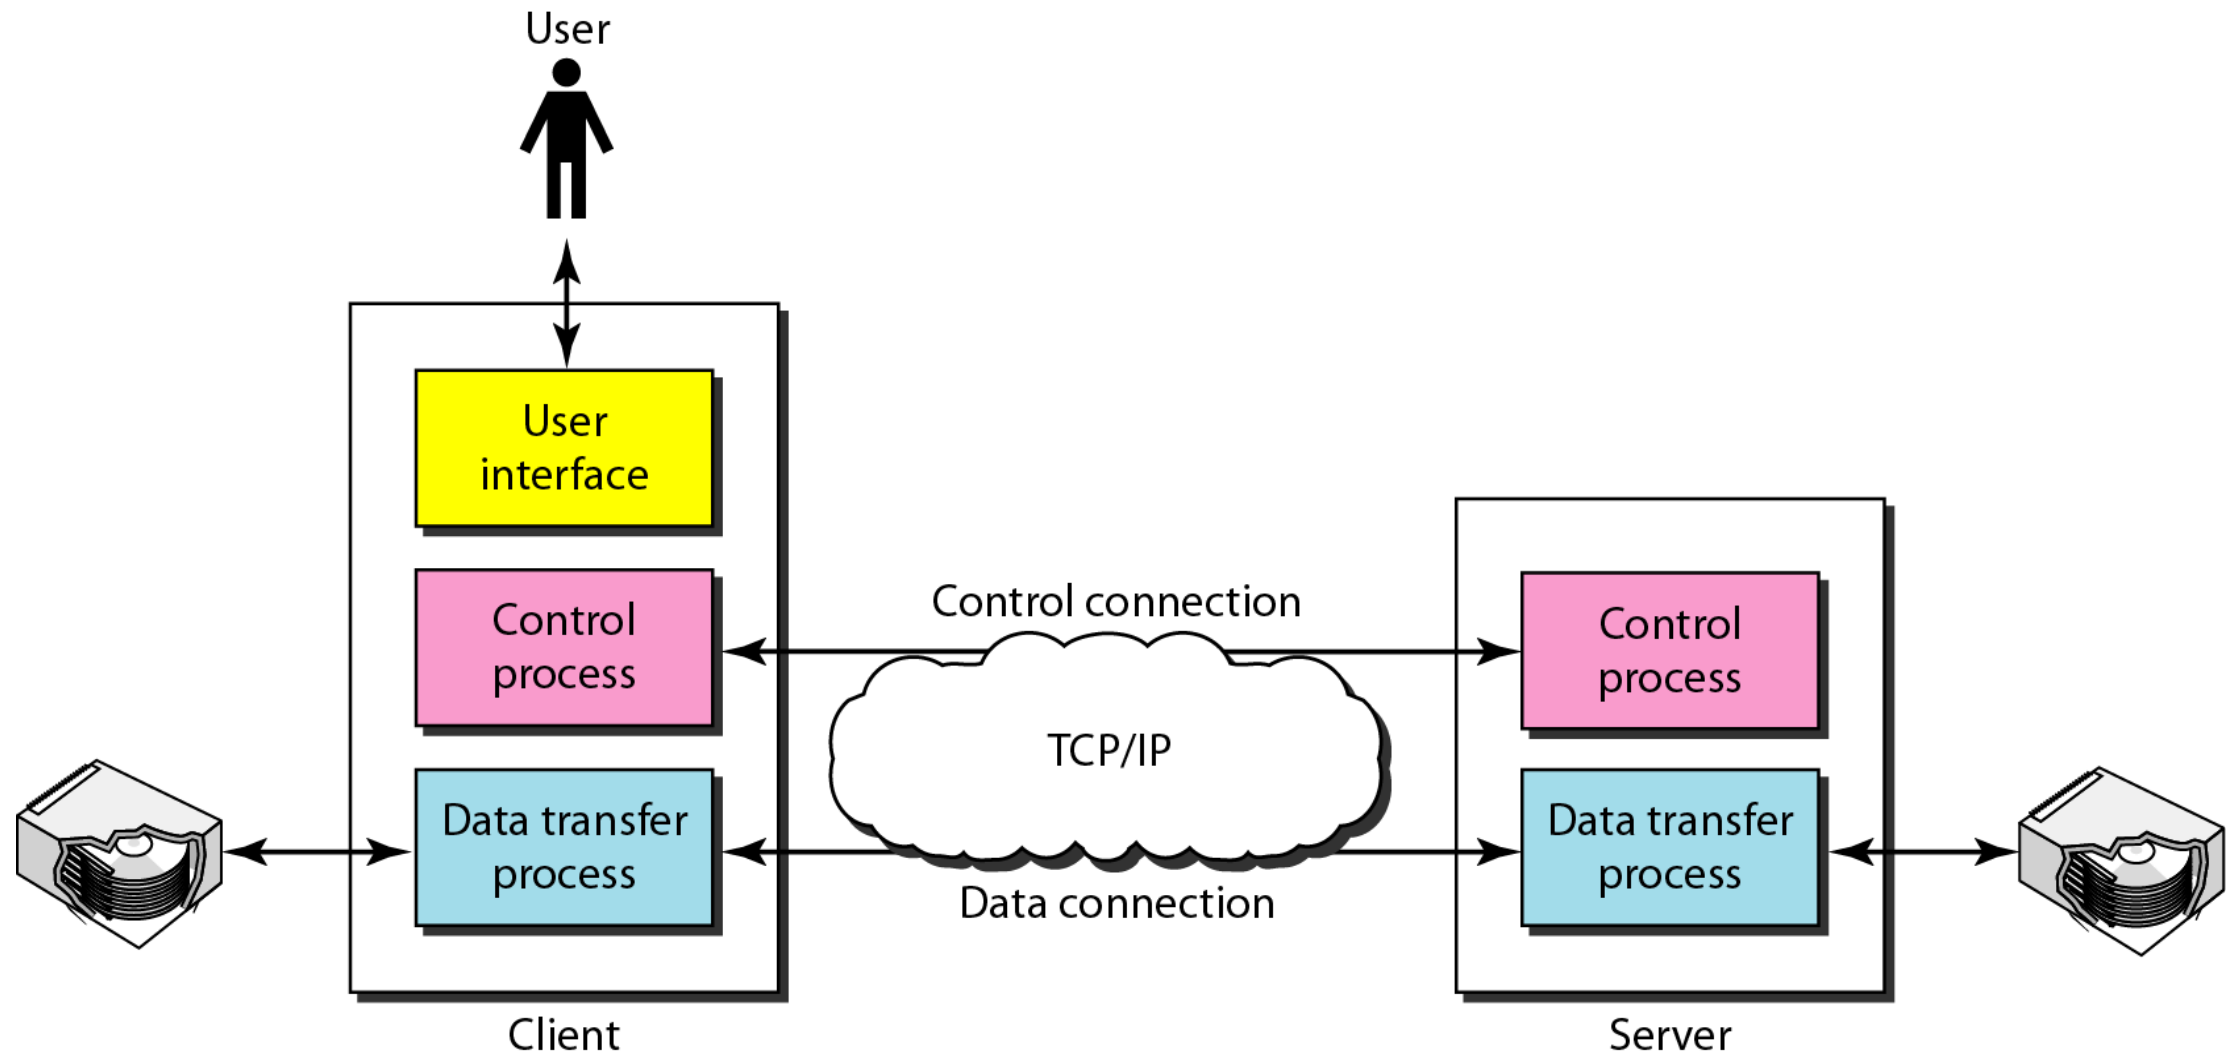 User
User
interface
Control
process
Data transfer
process
Client
Control connection
TCP/IP
Data connection
Control
process
Data transfer
process
Server